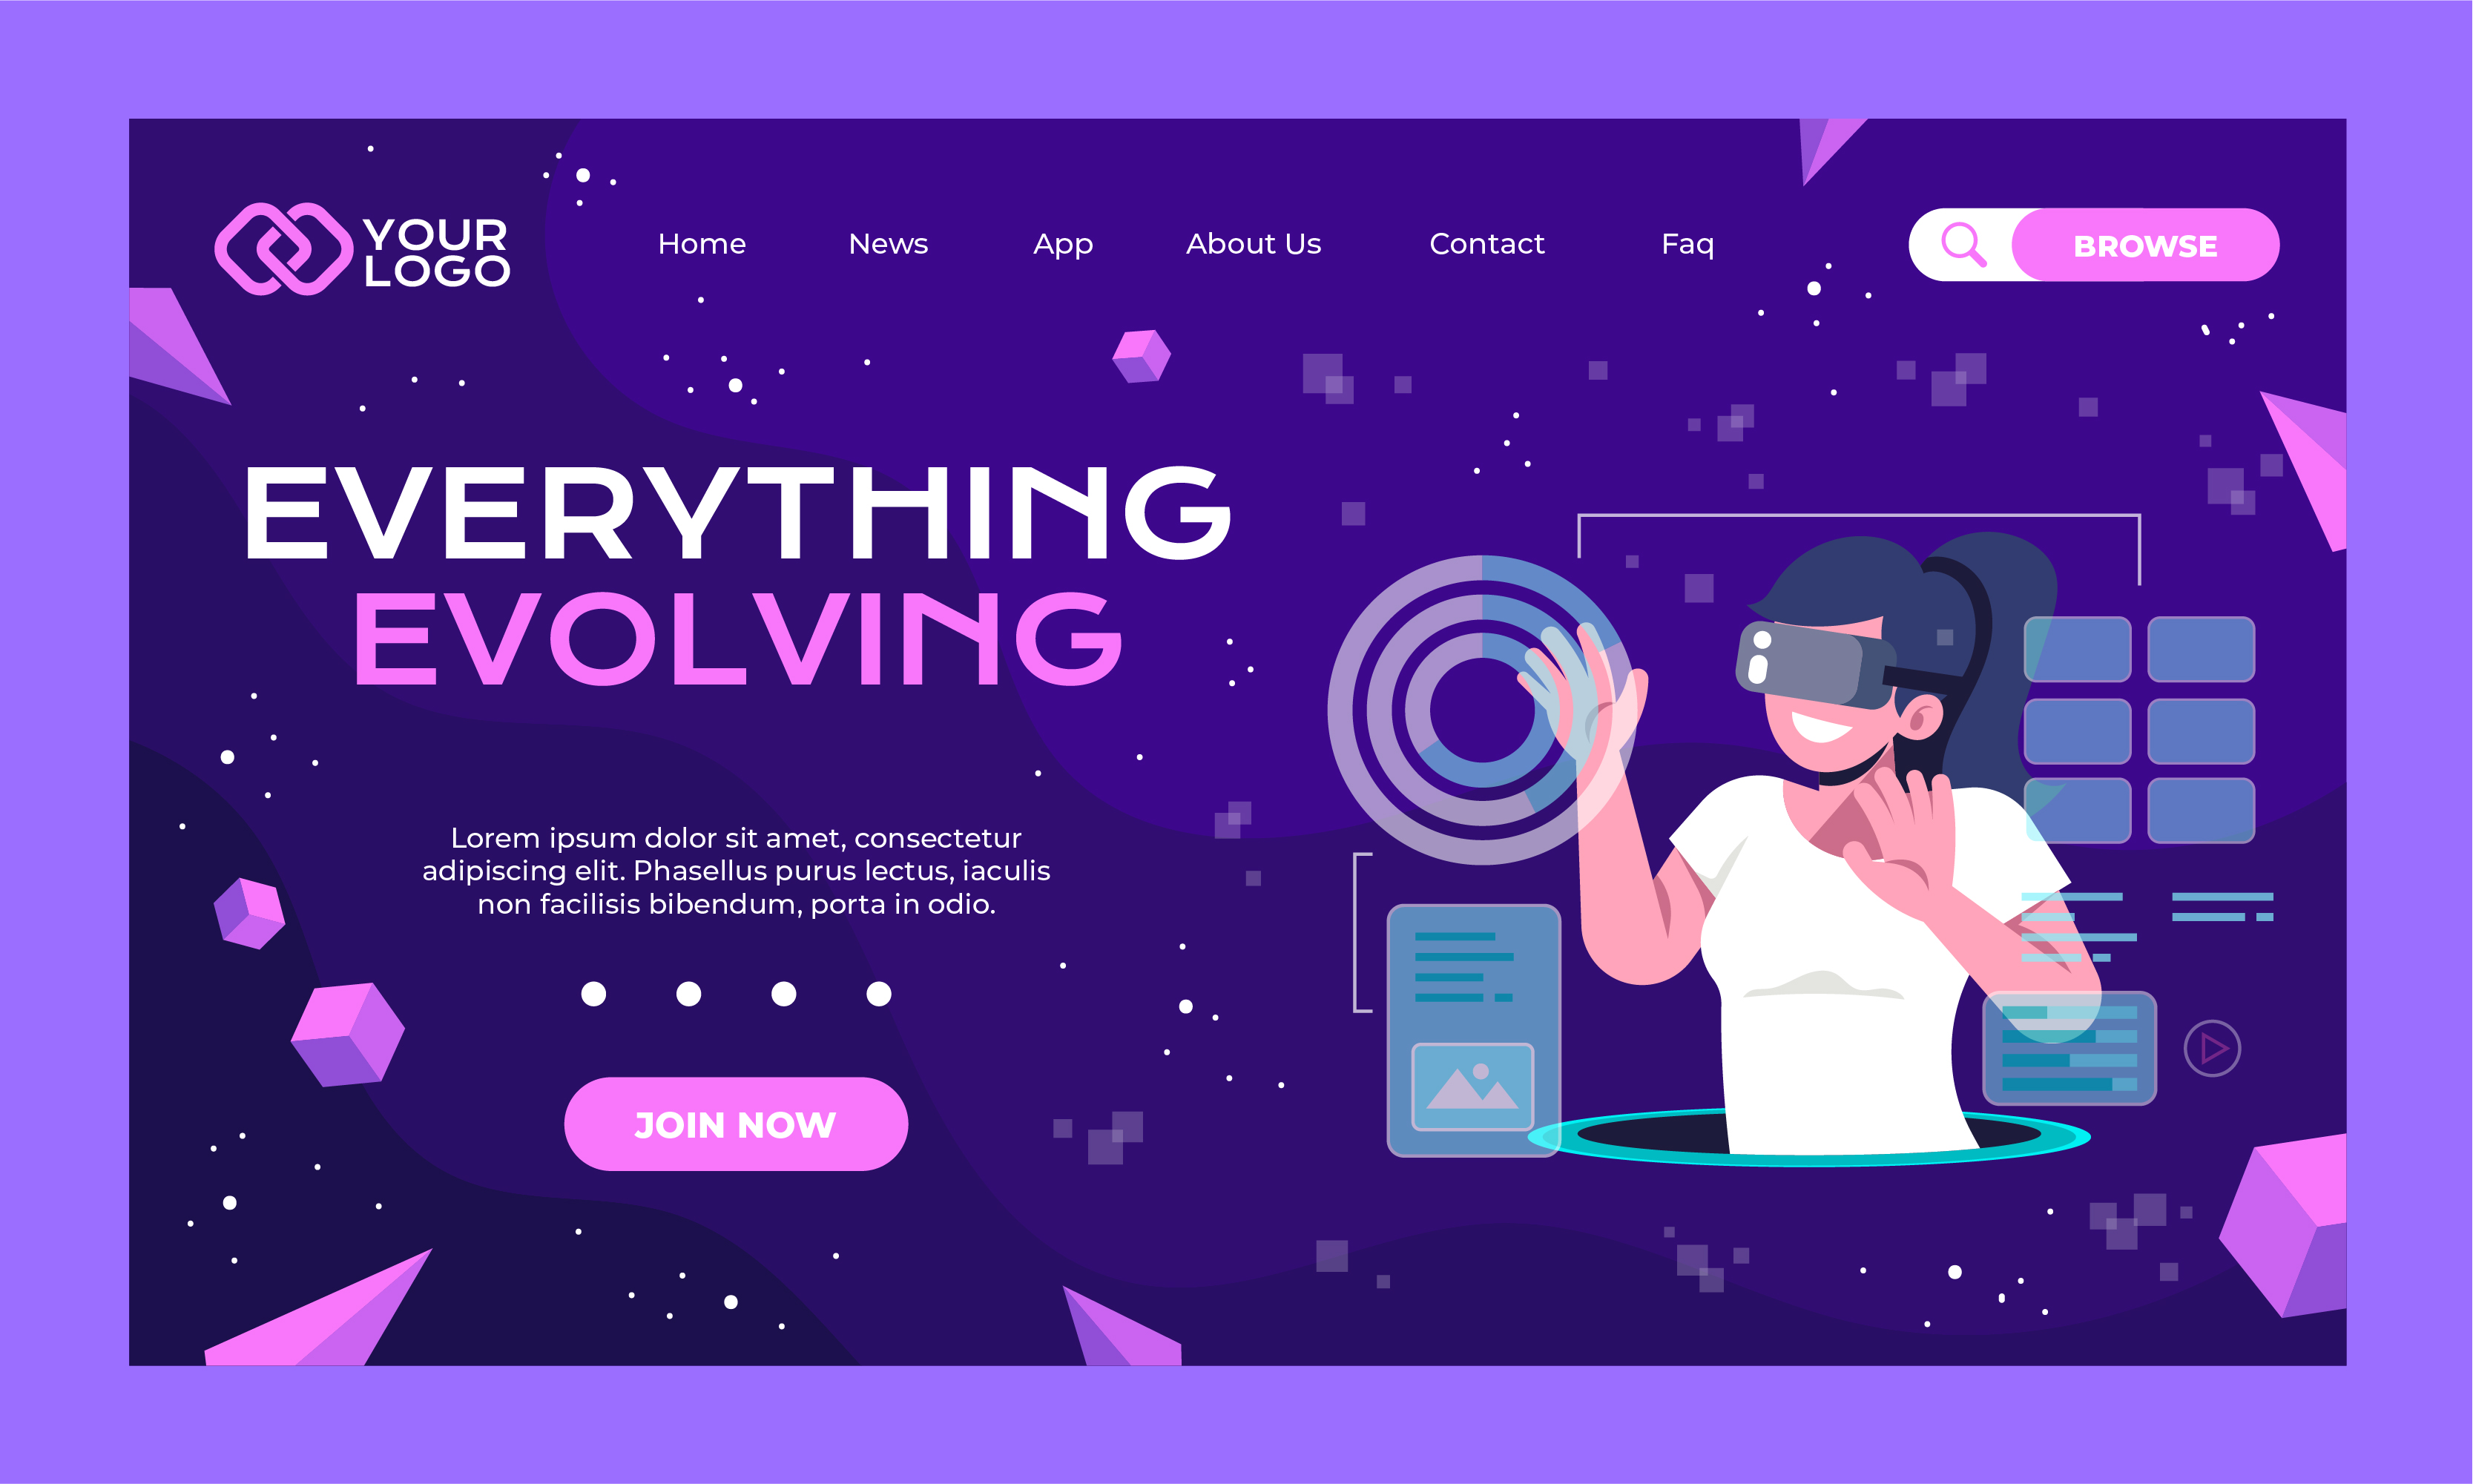 YOUR
LOGO
Home News App About Us Contact Faq BROWSE
EVERYTHING
EVOLVING
Lorem ipsum dolor sit amet, consectetur
adipiscing elit. Phasellus purus lectus, iaculis
non facilisis bibendum, porta in odio.
JOIN NOW